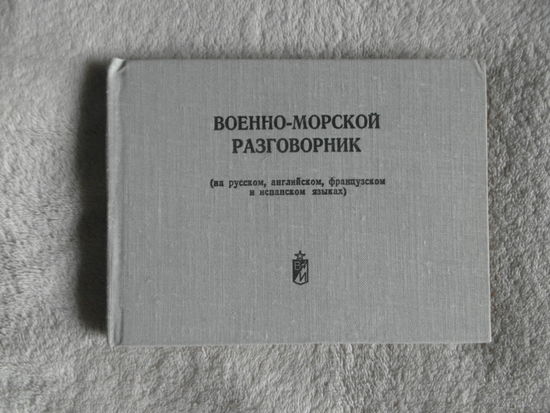 ВОЕННО-МОРСКОЙ
РАЗГОВОРНИК
(на русском, английском, французском
и испанском языках)